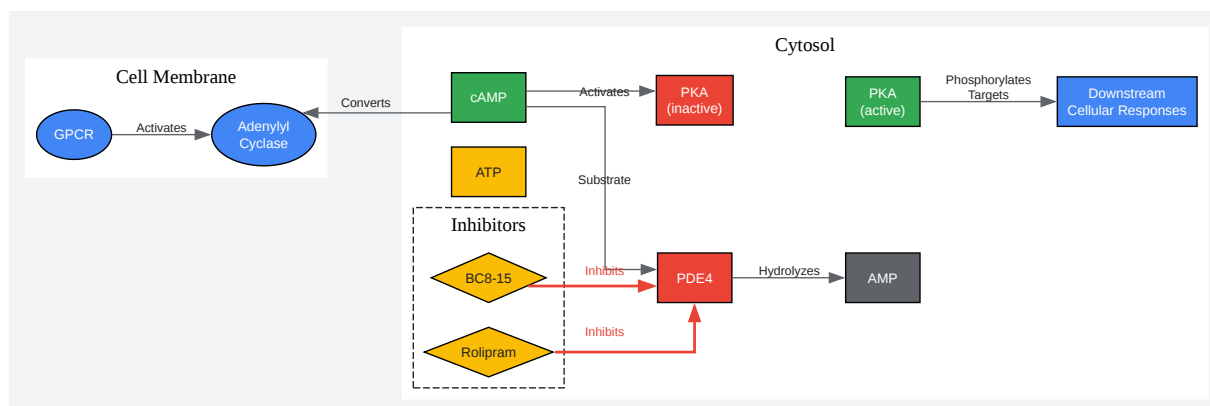 Cytosol
Cell Membrane
GPCR
Activates
Adenylyl
Cyclase
Converts
cAMP
Activates
PKA
(inactive)
PKA
(active)
Phosphorylates
Targets
Downstream
Cellular Responses
ATP
Substrate
Inhibitors
BC8-15
Inhibits
PDE4
Hydrolyzes
AMP
Rolipram
Inhibits